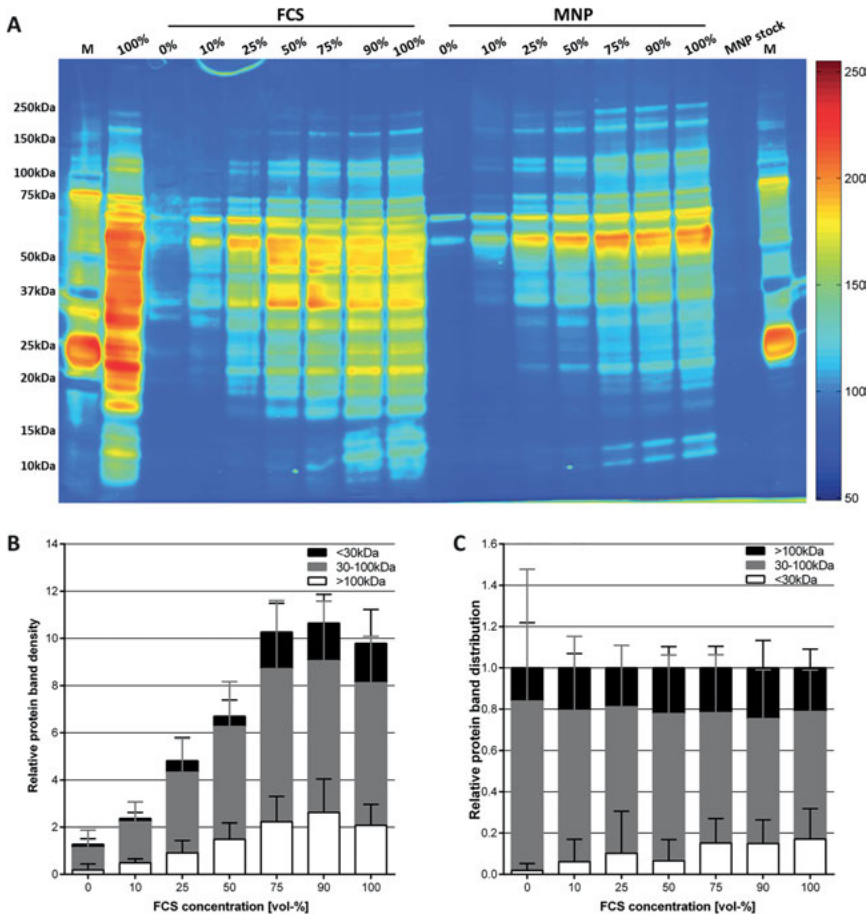 A
FCS
MNP
M
100%
0%
10%
25%
50%
75%
90%
100%
0%
10%
25%
50%
75%
90%
100%
MNP stock
M
250kDa
150kDa
100kDa
75kDa
50kDa
37kDa
25kDa
20kDa
15kDa
10kDa
250
200
150
100
50
B
<30kDa
30-100kDa
>100kDa
Relative protein band density
14
12
10
8
6
4
2
0
0 10 25 50 75 90 100
FCS concentration [vol-%]
C
>100kDa
30-100kDa
<30kDa
Relative protein band distribution
1.6
1.4
1.2
1.0
0.8
0.6
0.4
0.2
0.0
0 10 25 50 75 90 100
FCS concentration [vol-%]